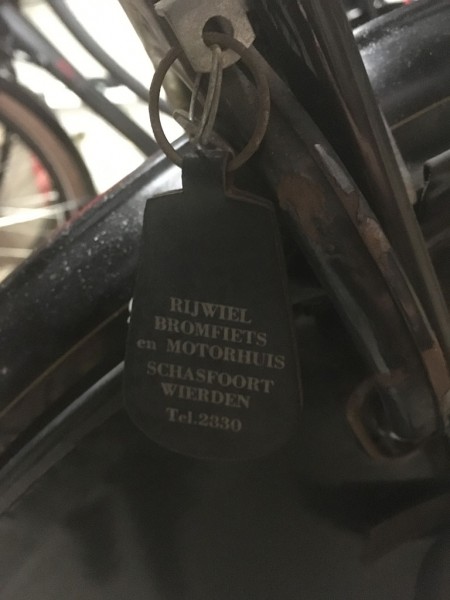 RIJWIEL
BROMFIETS
en MOTORHUIS
SCHASFOORT
WIERDEN
Tel.2330